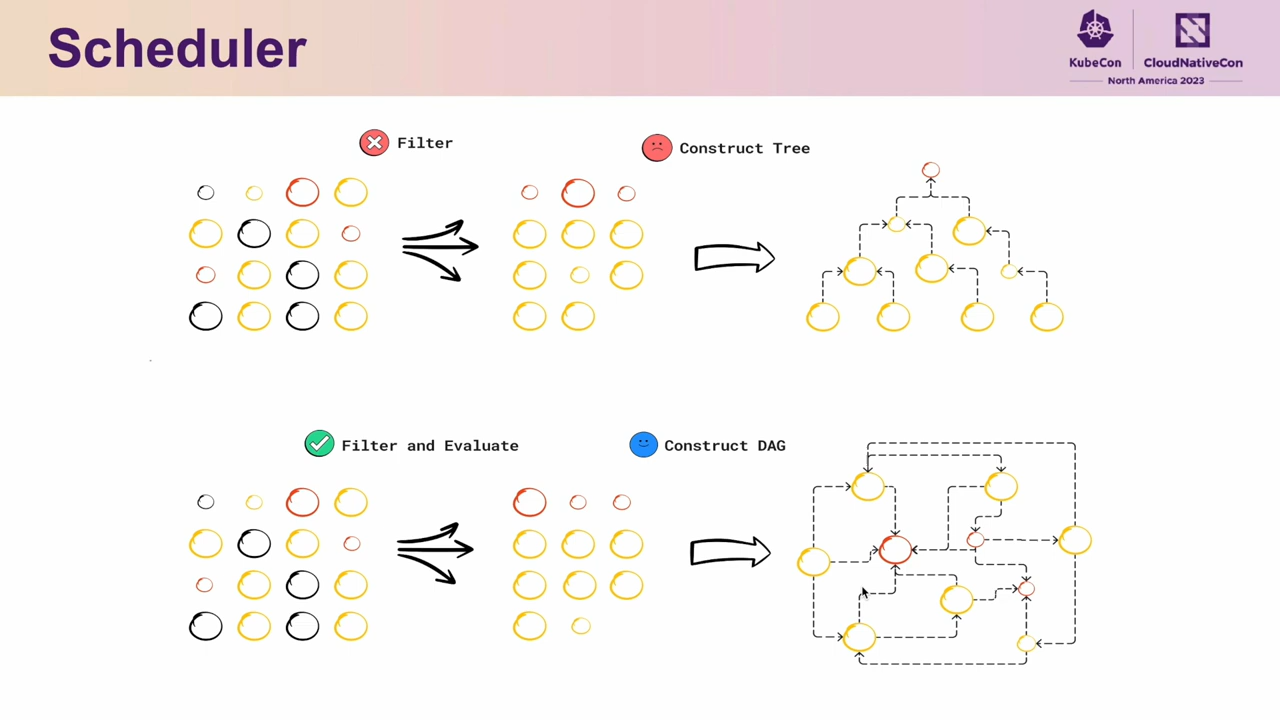 Scheduler
KubeCon
CloudNativeCon
North America 2023
Filter
Construct Tree
Filter and Evaluate
Construct DAG